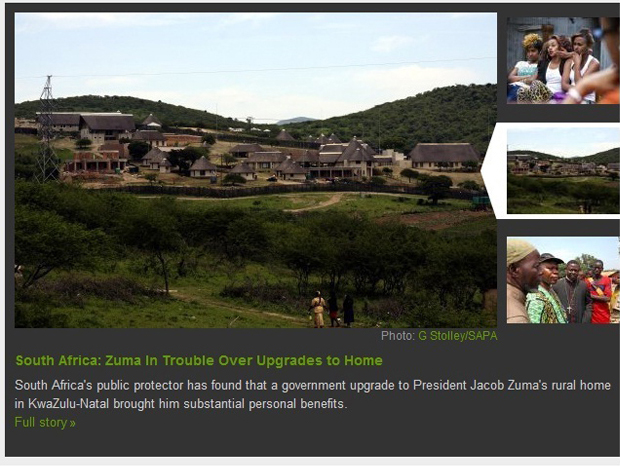 Photo: G Stolley/SAPA
South Africa: Zuma In Trouble Over Upgrades to Home
South Africa's public protector has found that a government upgrade to President Jacob Zuma's rural home
in KwaZulu-Natal brought him substantial personal benefits.
Full story »